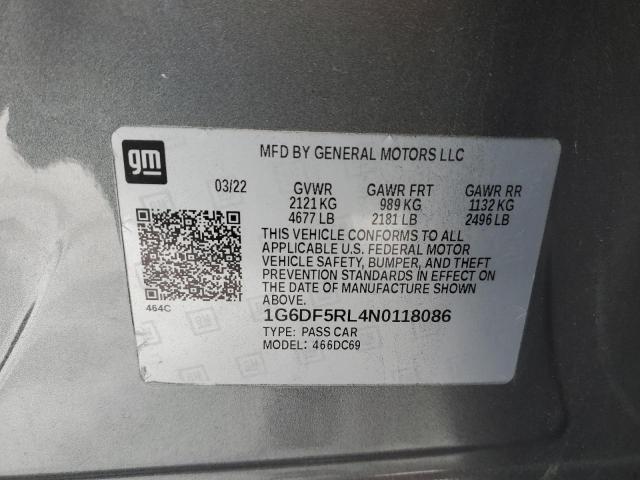 gm
MFD BY GENERAL MOTORS LLC
03/22 GVWR GAWR FRT GAWR RR
2121 KG 989 KG 1132 KG
4677 LB 2181 LB 2496 LB
THIS VEHICLE CONFORMS TO ALL
APPLICABLE U.S. FEDERAL MOTOR
VEHICLE SAFETY, BUMPER, AND THEFT
PREVENTION STANDARDS IN EFFECT ON
THE DATE OF MANUFACTURE SHOWN
ABOVE.
464C
1G6DF5RL4N0118086
TYPE: PASS CAR
MODEL: 466DC69